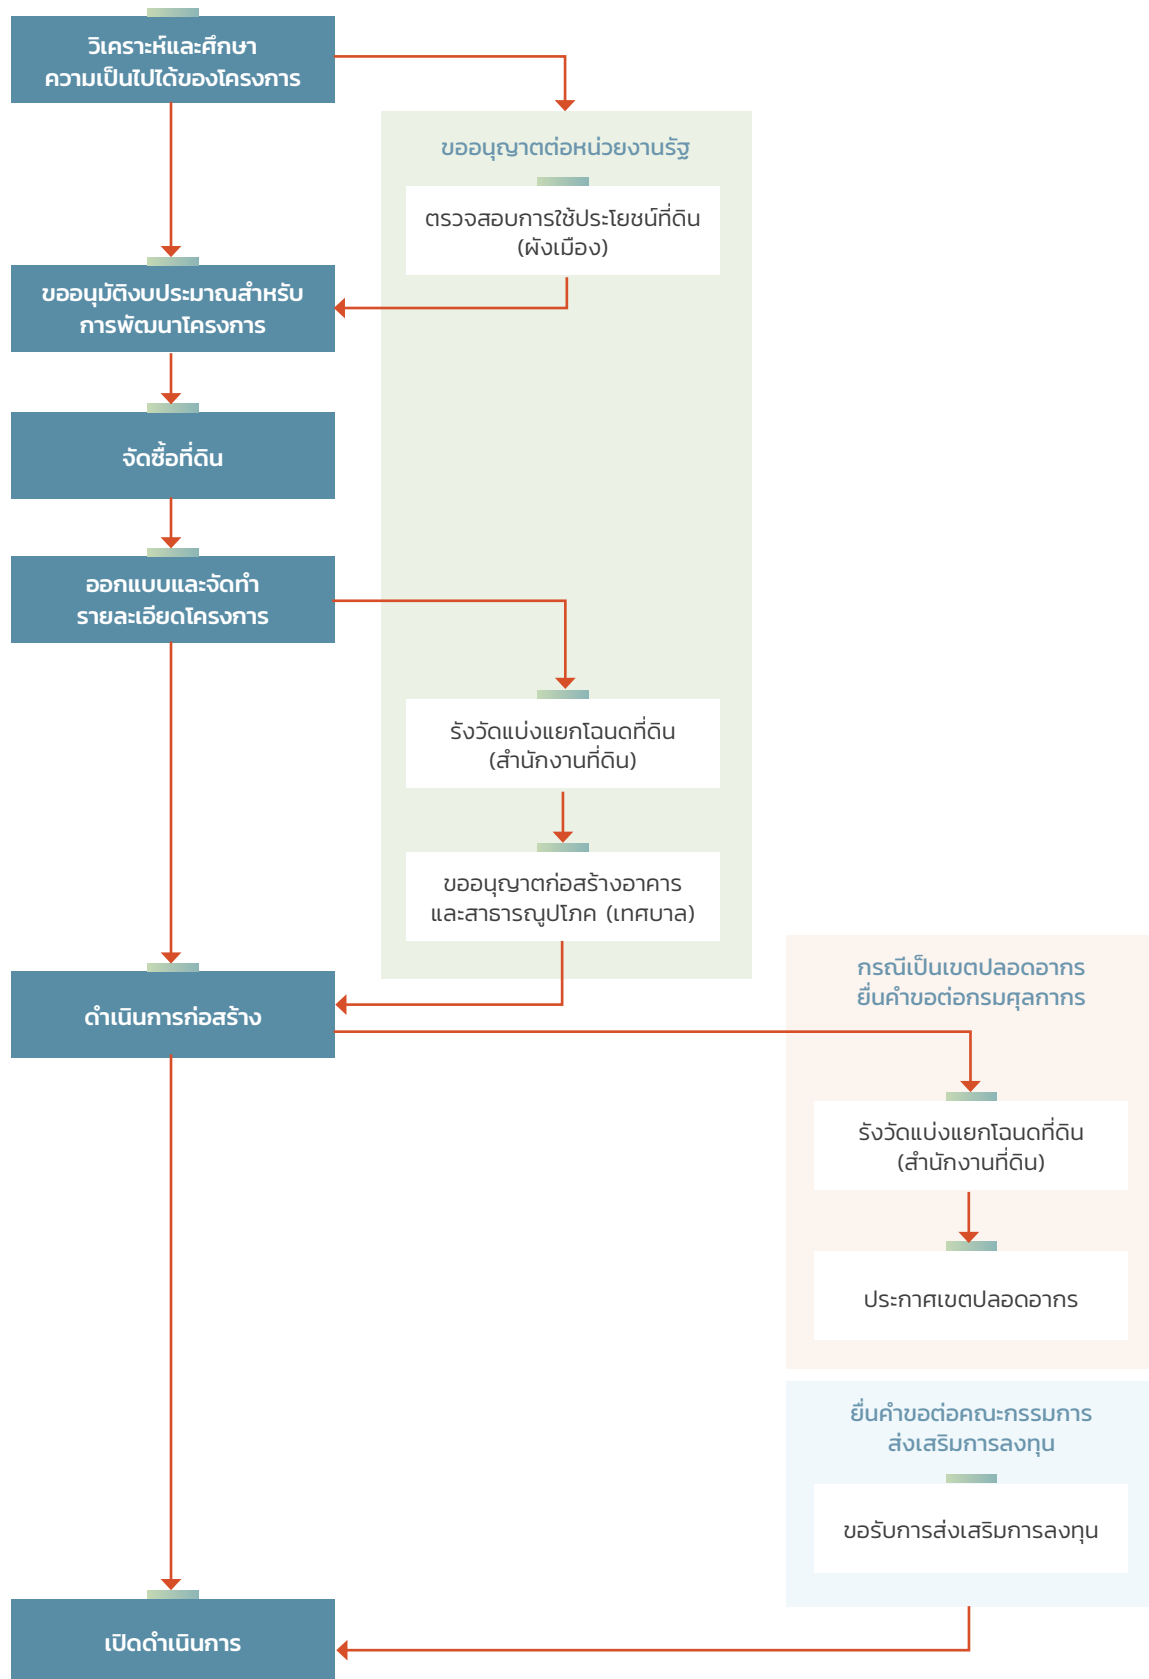 วิเคราะห์และศึกษา
ความเป็นไปได้ของโครงการ
ขออนุญาตต่อหน่วยงานรัฐ
ตรวจสอบการใช้ประโยชน์ที่ดิน
(ผังเมือง)
ขออนุมัติงบประมาณสำหรับ
การพัฒนาโครงการ
จัดซื้อที่ดิน
ออกแบบและจัดทำ
รายละเอียดโครงการ
รังวัดแบ่งแยกโฉนดที่ดิน
(สำนักงานที่ดิน)
ขออนุญาตก่อสร้างอาคาร
และสาธารณูปโภค (เทศบาล)
ดำเนินการก่อสร้าง
กรณีเป็นเขตปลอดอากร
ยื่นคำขอต่อกรมศุลกากร
รังวัดแบ่งแยกโฉนดที่ดิน
(สำนักงานที่ดิน)
ประกาศเขตปลอดอากร
ยื่นคำขอต่อคณะกรรมการ
ส่งเสริมการลงทุน
ขอรับการส่งเสริมการลงทุน
เปิดดำเนินการ